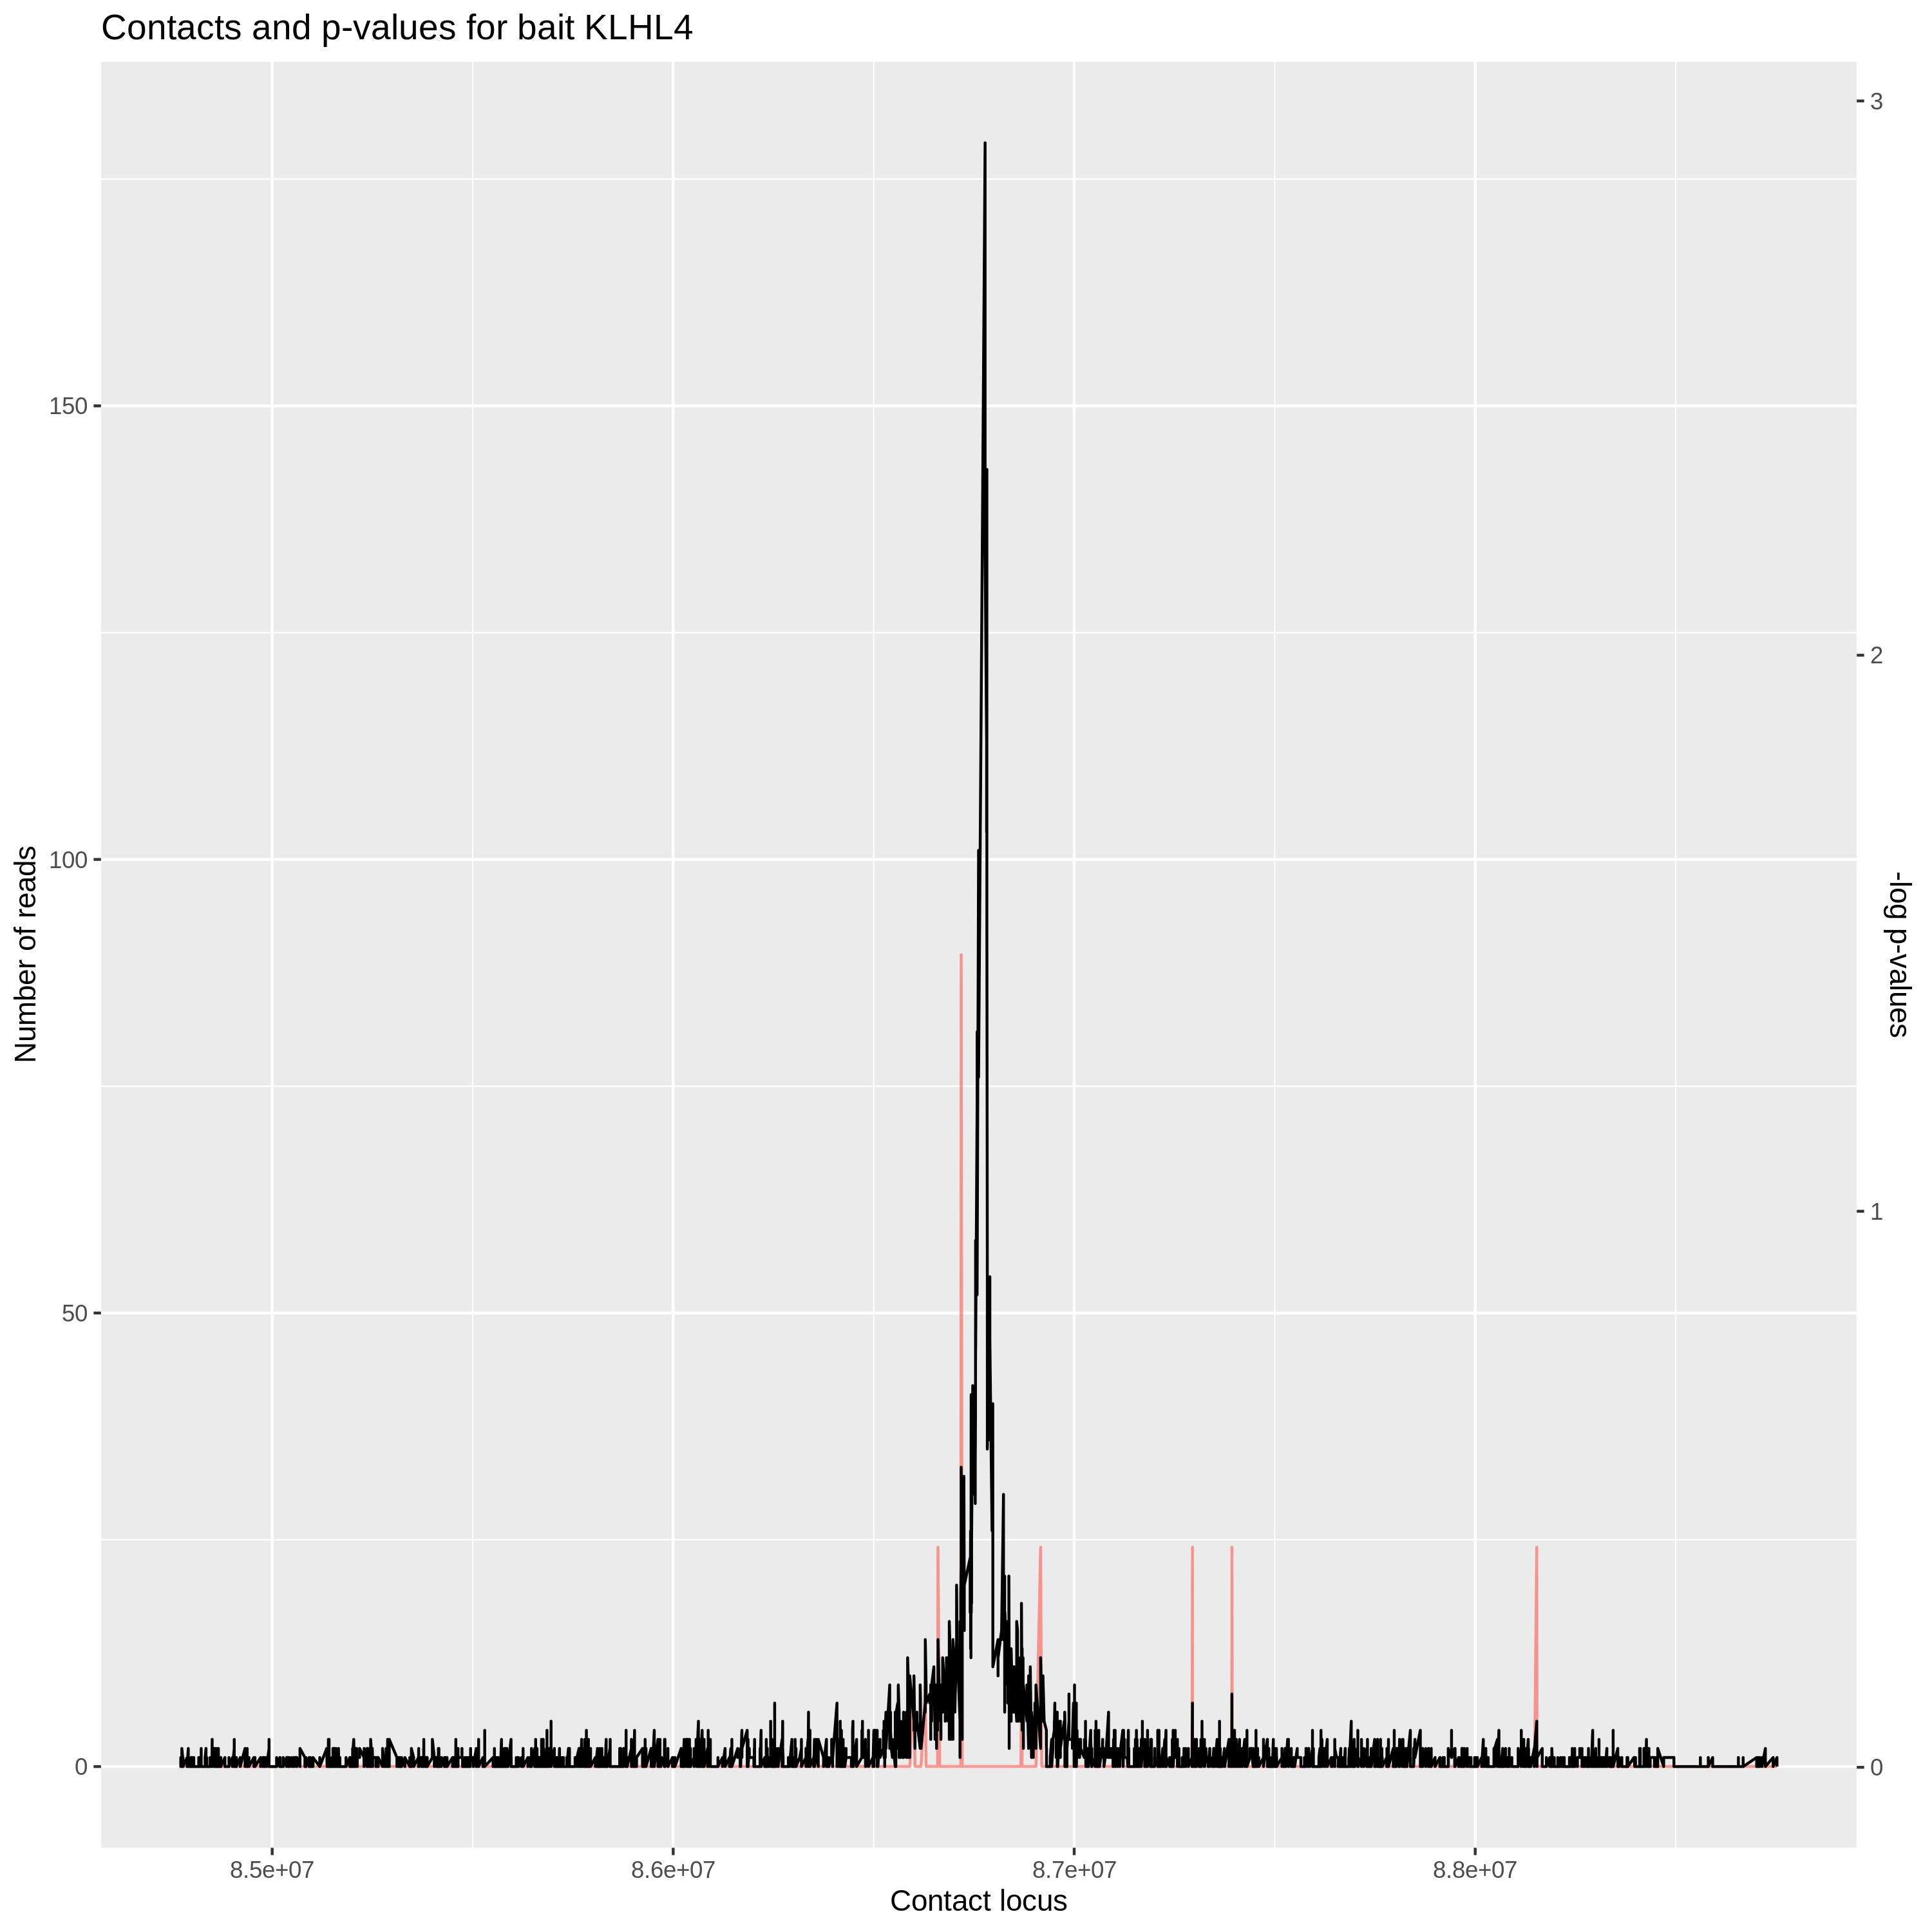 Contacts and p-values for bait KLHL4
3
150
2
100
Number of reads
-log p-values
1
50
0
0
8.5e+07
8.6e+07
8.7e+07
8.8e+07
Contact locus